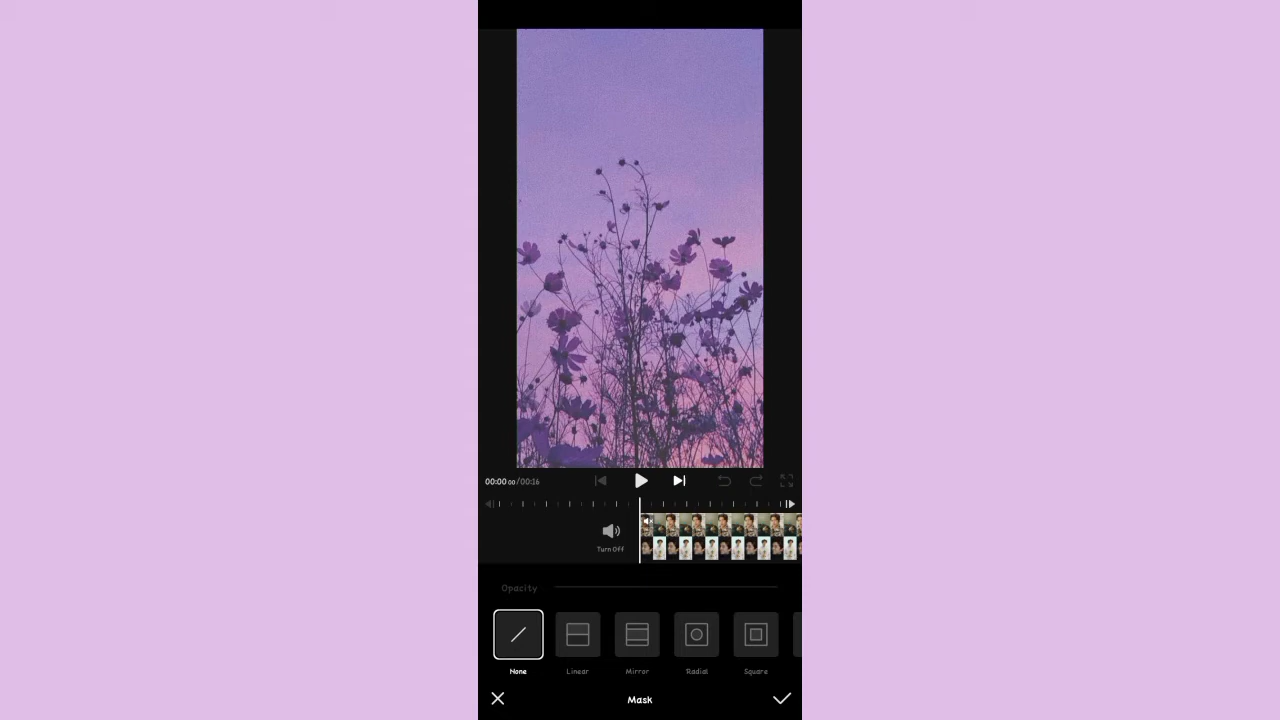 00:00 00 /00:16
Turn Off
Opacity
None Linear Mirror Radial Square
Mask